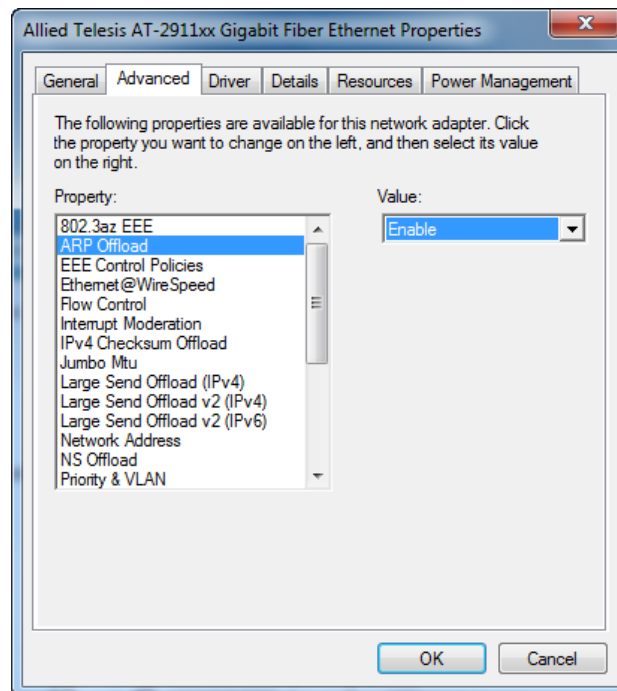 Allied Telesis AT-2911xx Gigabit Fiber Ethernet Properties
General Advanced Driver Details Resources Power Management
The following properties are available for this network adapter. Click
the property you want to change on the left, and then select its value
on the right.
Property:
Value:
802.3az EEE
ARP Offload
EEE Control Policies
Ethernet@WireSpeed
Flow Control
Interrupt Moderation
IPv4 Checksum Offload
Jumbo Mtu
Large Send Offload (IPv4)
Large Send Offload v2 (IPv4)
Large Send Offload v2 (IPv6)
Network Address
NS Offload
Priority & VLAN
Enable
OK
Cancel